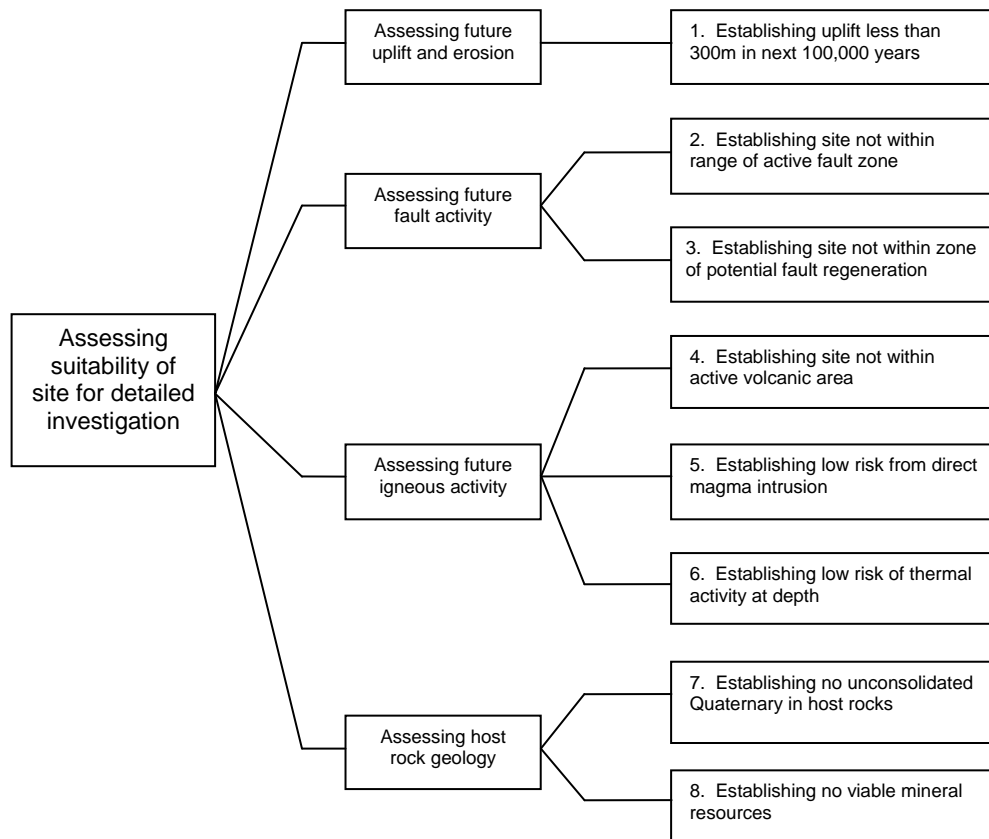 Assessing
suitability of
site for detailed
investigation
Assessing future
uplift and erosion
1. Establishing uplift less than
300m in next 100,000 years
Assessing future
fault activity
2. Establishing site not within
range of active fault zone
3. Establishing site not within zone
of potential fault regeneration
Assessing future
igneous activity
4. Establishing site not within
active volcanic area
5. Establishing low risk from direct
magma intrusion
6. Establishing low risk of thermal
activity at depth
Assessing host
rock geology
7. Establishing no unconsolidated
Quaternary in host rocks
8. Establishing no viable mineral
resources